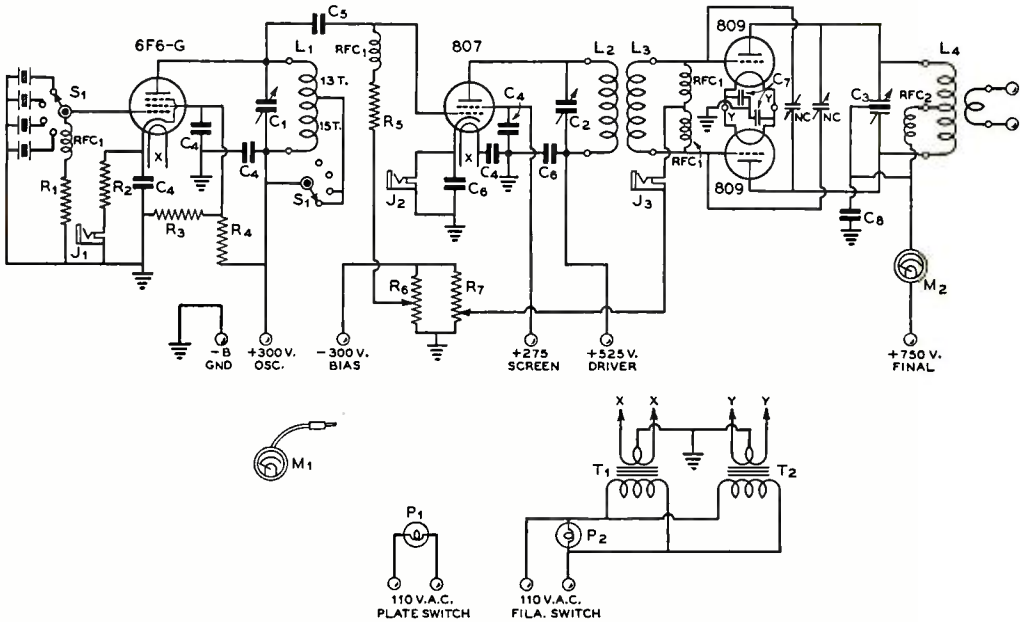 6F6-G
S1
RFC1
R1
R2
J1
C4
X
R3
C4
R4
C4
C1
C5
L1
13 T.
15 T.
S1
RFC1
R5
807
J2
X
C6
C4
C4
C6
C2
R6
R7
L2
L3
RFC1
RFC1
J3
809
C7
Y
Y
809
NC
NC
C3
RFC2
L4
C8
M2
-B
GND
+300 V.
OSC.
-300 V.
BIAS
+275
SCREEN
+525 V.
DRIVER
+750 V.
FINAL
M1
X
X
Y
Y
T1
T2
P1
P2
110 V.A.C.
PLATE SWITCH
110 V.A.C.
FILA. SWITCH